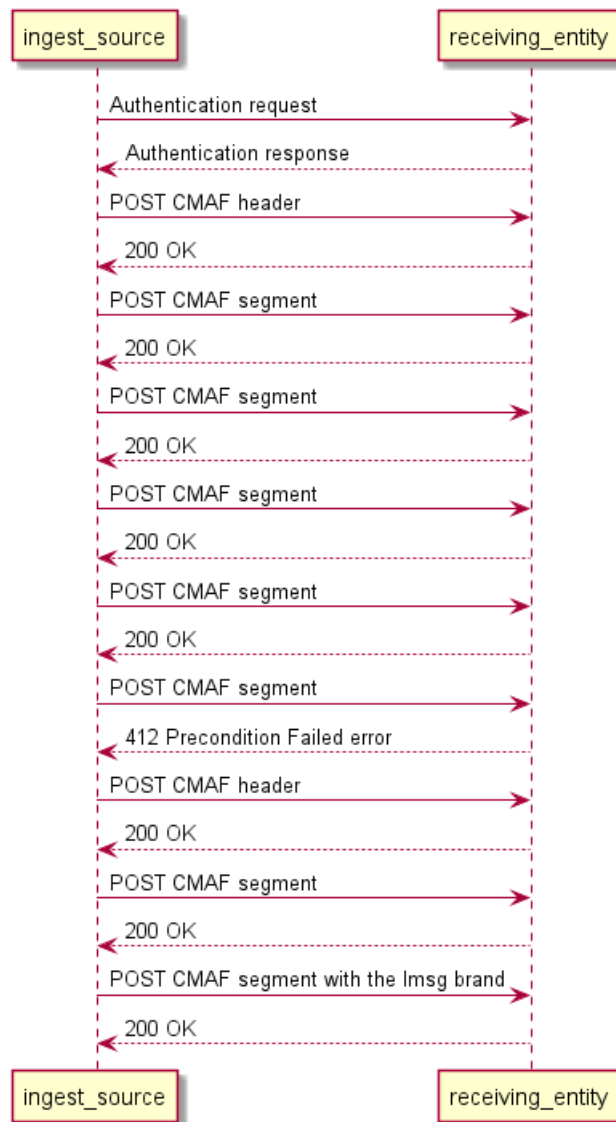 ingest_source
receiving_entity
Authentication request
Authentication response
POST CMAF header
200 OK
POST CMAF segment
200 OK
POST CMAF segment
200 OK
POST CMAF segment
200 OK
POST CMAF segment
200 OK
POST CMAF segment
412 Precondition Failed error
POST CMAF header
200 OK
POST CMAF segment
200 OK
POST CMAF segment with the lmsg brand
200 OK
ingest_source
receiving_entity